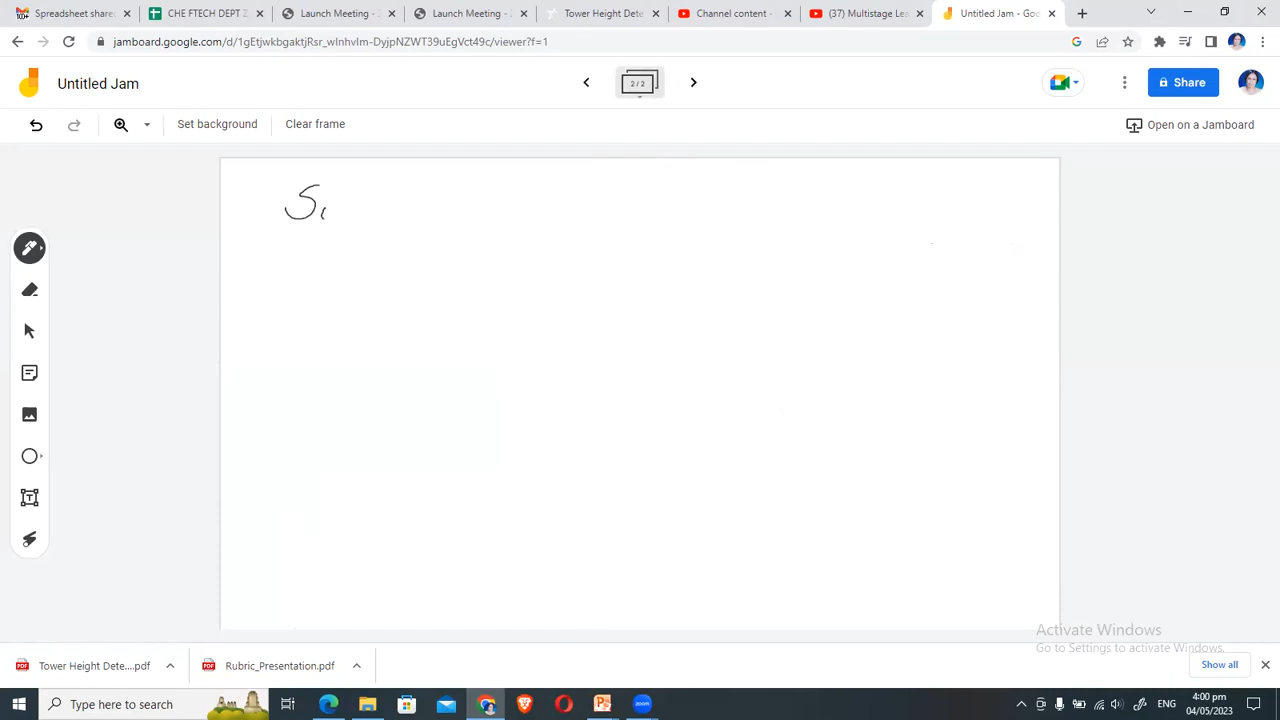 Spreadsheet share
CHE FTECH DEPT 2
Launch Meeting -
Launch Meeting -
Tower Height Dete
Channel content -
(37) Multistage Le
Untitled Jam - Goo
jamboard.google.com/d/1gEtjwkbgaktjRsr_wInhvIm-DyjpNZWT39uEgVct49c/viewer?f=1
Untitled Jam
2 / 2
Share
Set background
Clear frame
Open on a Jamboard
Activate Windows
Go to Settings to activate Windows.
Tower Height Dete....pdf
Rubric_Presentation.pdf
Show all
Type here to search
ENG
4:00 pm
04/05/2023